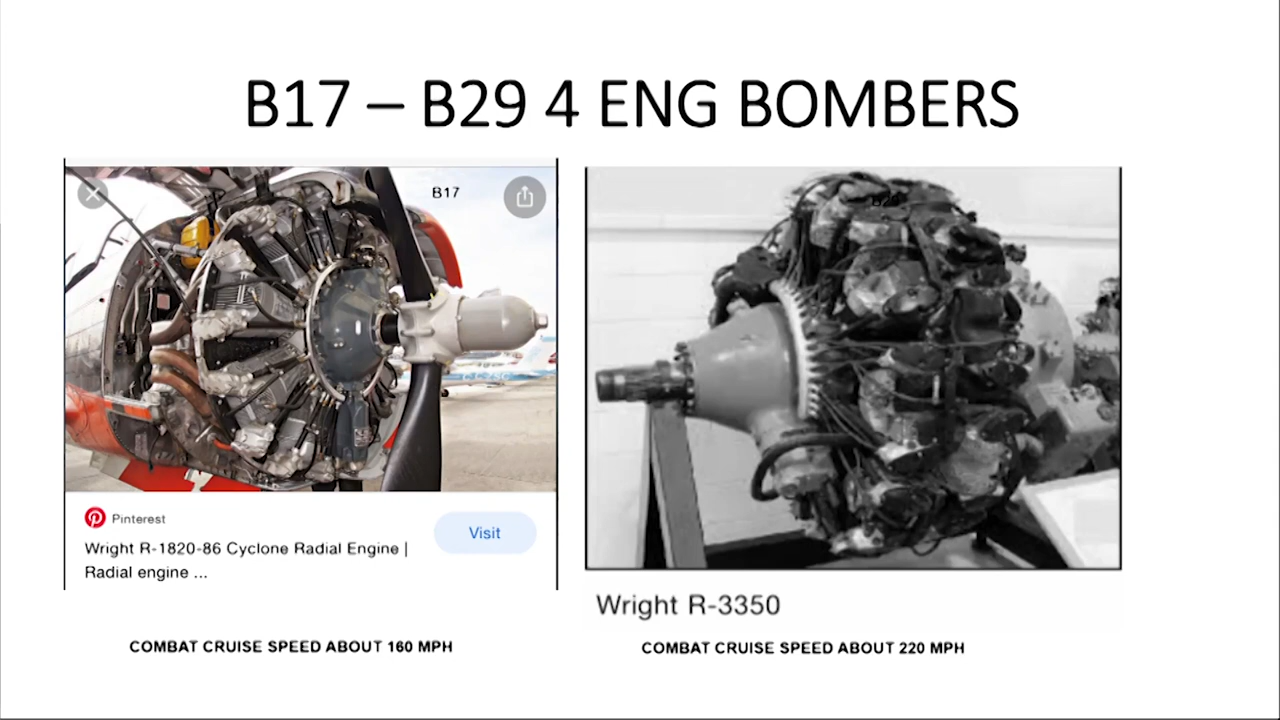 B17 – B29 4 ENG BOMBERS
B17
B29
Pinterest
Visit
Wright R-1820-86 Cyclone Radial Engine |
Radial engine ...
Wright R-3350
COMBAT CRUISE SPEED ABOUT 160 MPH
COMBAT CRUISE SPEED ABOUT 220 MPH